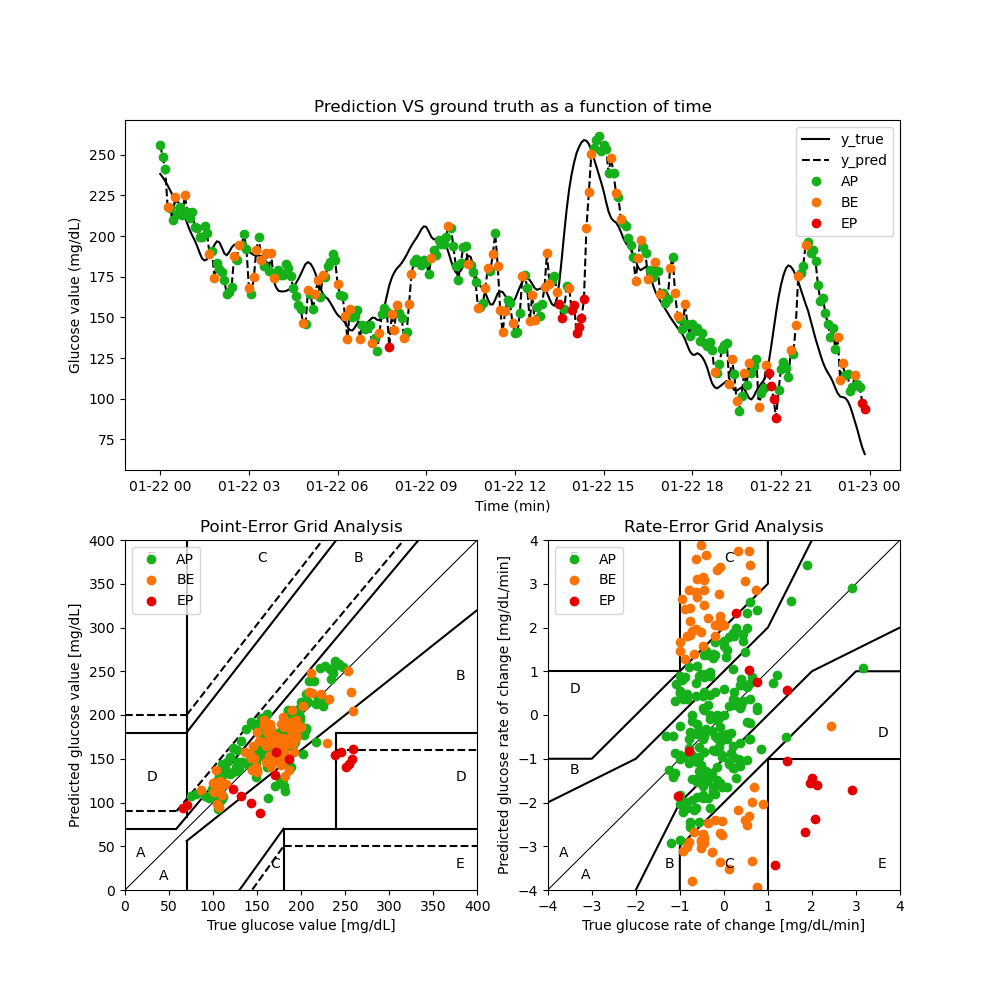 Prediction VS ground truth as a function of time
Glucose value (mg/dL)
250
225
200
175
150
125
100
75
y_true
y_pred
AP
BE
EP
01-22 00 01-22 03 01-22 06 01-22 09 01-22 12 01-22 15 01-22 18 01-22 21 01-23 00
Time (min)
Point-Error Grid Analysis
Predicted glucose value [mg/dL]
400
350
300
250
200
150
100
50
0
AP
BE
EP
C
B
B
D
D
A
A
C
E
0 50 100 150 200 250 300 350 400
True glucose value [mg/dL]
Rate-Error Grid Analysis
Predicted glucose rate of change [mg/dL/min]
4
3
2
1
0
−1
−2
−3
−4
AP
BE
EP
C
D
D
B
A
A
B
C
E
−4 −3 −2 −1 0 1 2 3 4
True glucose rate of change [mg/dL/min]